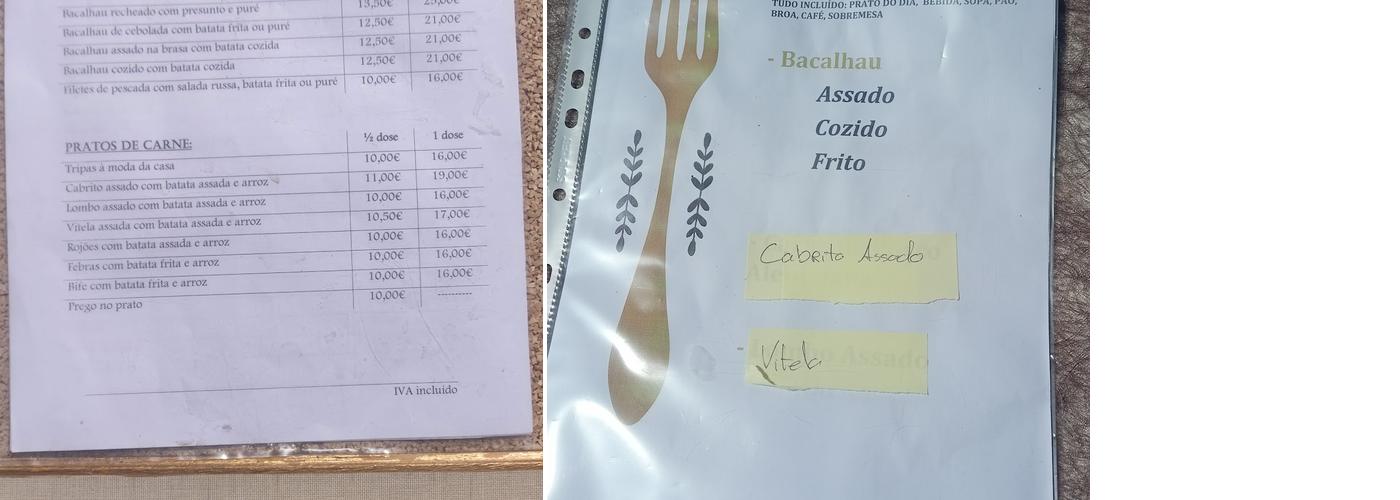 Bacalhau recheado com presunto e puré 13,50€ 23,00€
Bacalhau de cebolada com batata frita ou puré 12,50€ 21,00€
Bacalhau assado na brasa com batata cozida 12,50€ 21,00€
Bacalhau cozido com batata cozida 12,50€ 21,00€
Filetes de pescada com salada russa, batata frita ou puré 10,00€ 16,00€
PRATOS DE CARNE: ½ dose 1 dose
Tripas à moda da casa 10,00€ 16,00€
Cabrito assado com batata assada e arroz 11,00€ 19,00€
Lombo assado com batata assada e arroz 10,00€ 16,00€
Vitela assada com batata assada e arroz 10,50€ 17,00€
Rojões com batata assada e arroz 10,00€ 16,00€
Febras com batata frita e arroz 10,00€ 16,00€
Bife com batata frita e arroz 10,00€ 16,00€
Prego no prato 10,00€ ----------
IVA incluído
TUDO INCLUÍDO: PRATO DO DIA, BEBIDA, SOPA, PÃO,
BROA, CAFÉ, SOBREMESA
- Bacalhau
Assado
Cozido
Frito
Cabrito Assado
Vitela